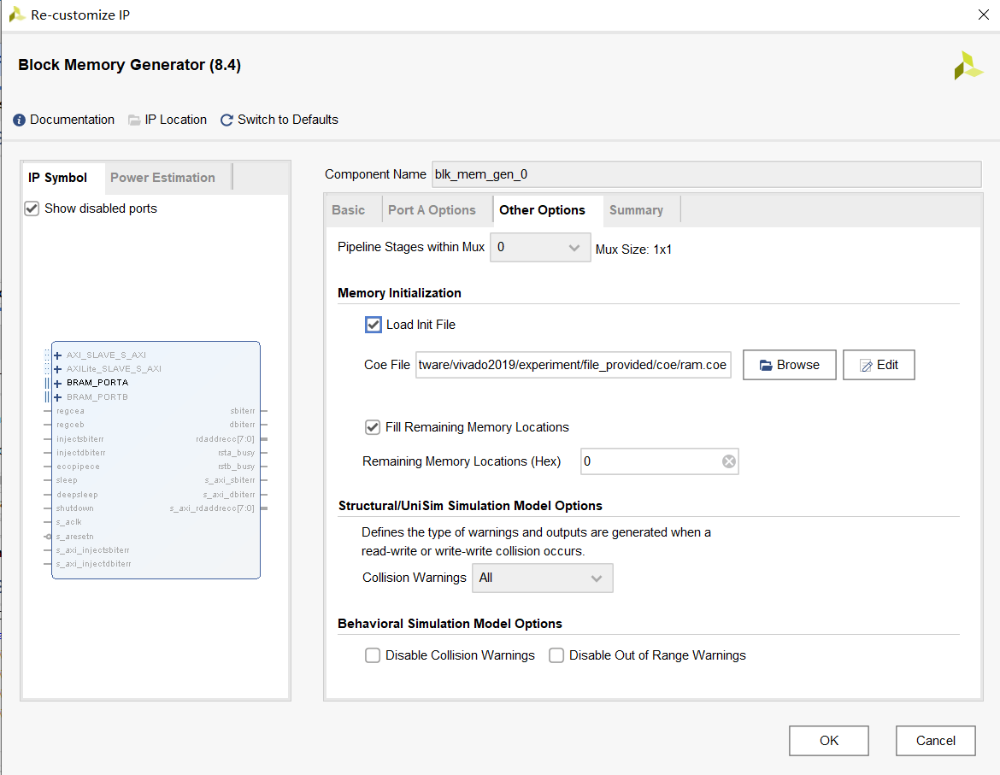 Re-customize IP
Block Memory Generator (8.4)
Documentation IP Location Switch to Defaults
IP Symbol Power Estimation
Show disabled ports
AXI_SLAVE_S_AXI
AXILite_SLAVE_S_AXI
BRAM_PORTA
BRAM_PORTB
regcea sbiterr
regceb dbiterr
injectsbiterr rdaddrecc[7:0]
injectdbiterr rsta_busy
eccpipece rstb_busy
sleep s_axi_sbiterr
deepsleep s_axi_dbiterr
shutdown s_axi_rdaddrecc[7:0]
s_aclk
s_aresetn
s_axi_injectsbiterr
s_axi_injectdbiterr
Component Name blk_mem_gen_0
Basic Port A Options Other Options Summary
Pipeline Stages within Mux 0 Mux Size: 1x1
Memory Initialization
Load Init File
Coe File tware/vivado2019/experiment/file_provided/coe/ram.coe Browse Edit
Fill Remaining Memory Locations
Remaining Memory Locations (Hex) 0
Structural/UniSim Simulation Model Options
Defines the type of warnings and outputs are generated when a
read-write or write-write collision occurs.
Collision Warnings All
Behavioral Simulation Model Options
Disable Collision Warnings Disable Out of Range Warnings
OK Cancel